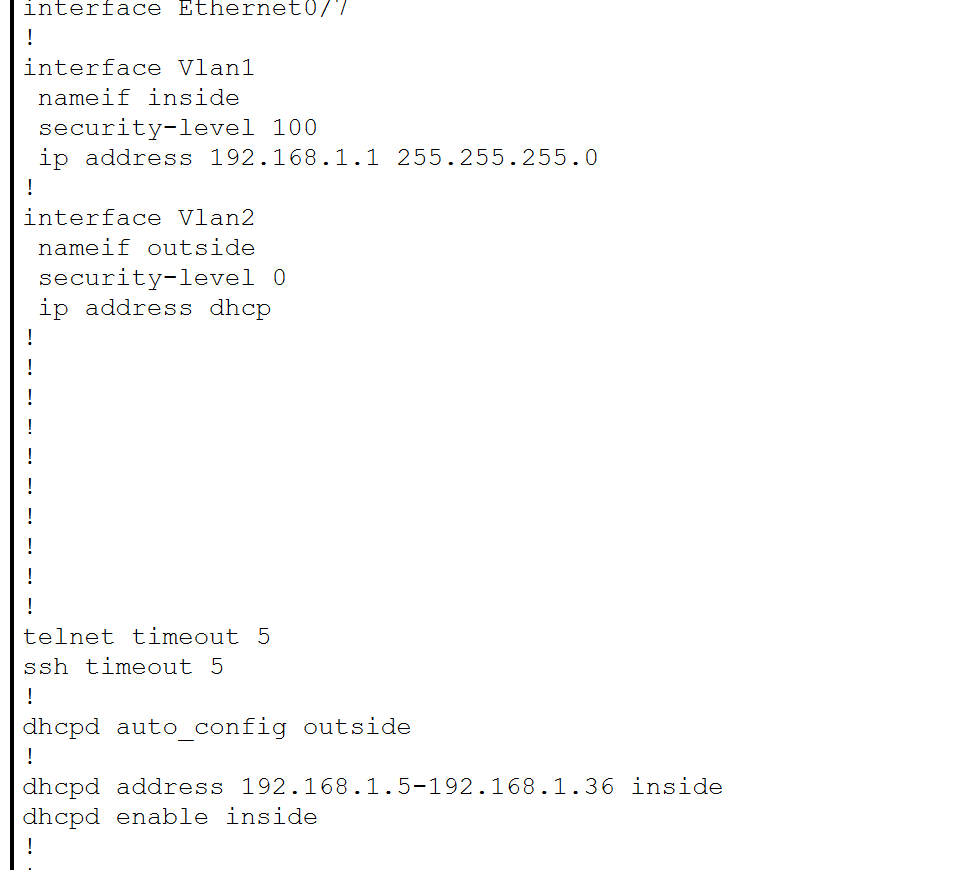 interface Ethernet0/7
!
interface Vlan1
 nameif inside
 security-level 100
 ip address 192.168.1.1 255.255.255.0
!
interface Vlan2
 nameif outside
 security-level 0
 ip address dhcp
!
!
!
!
!
!
!
!
!
!
telnet timeout 5
ssh timeout 5
!
dhcpd auto_config outside
!
dhcpd address 192.168.1.5-192.168.1.36 inside
dhcpd enable inside
!